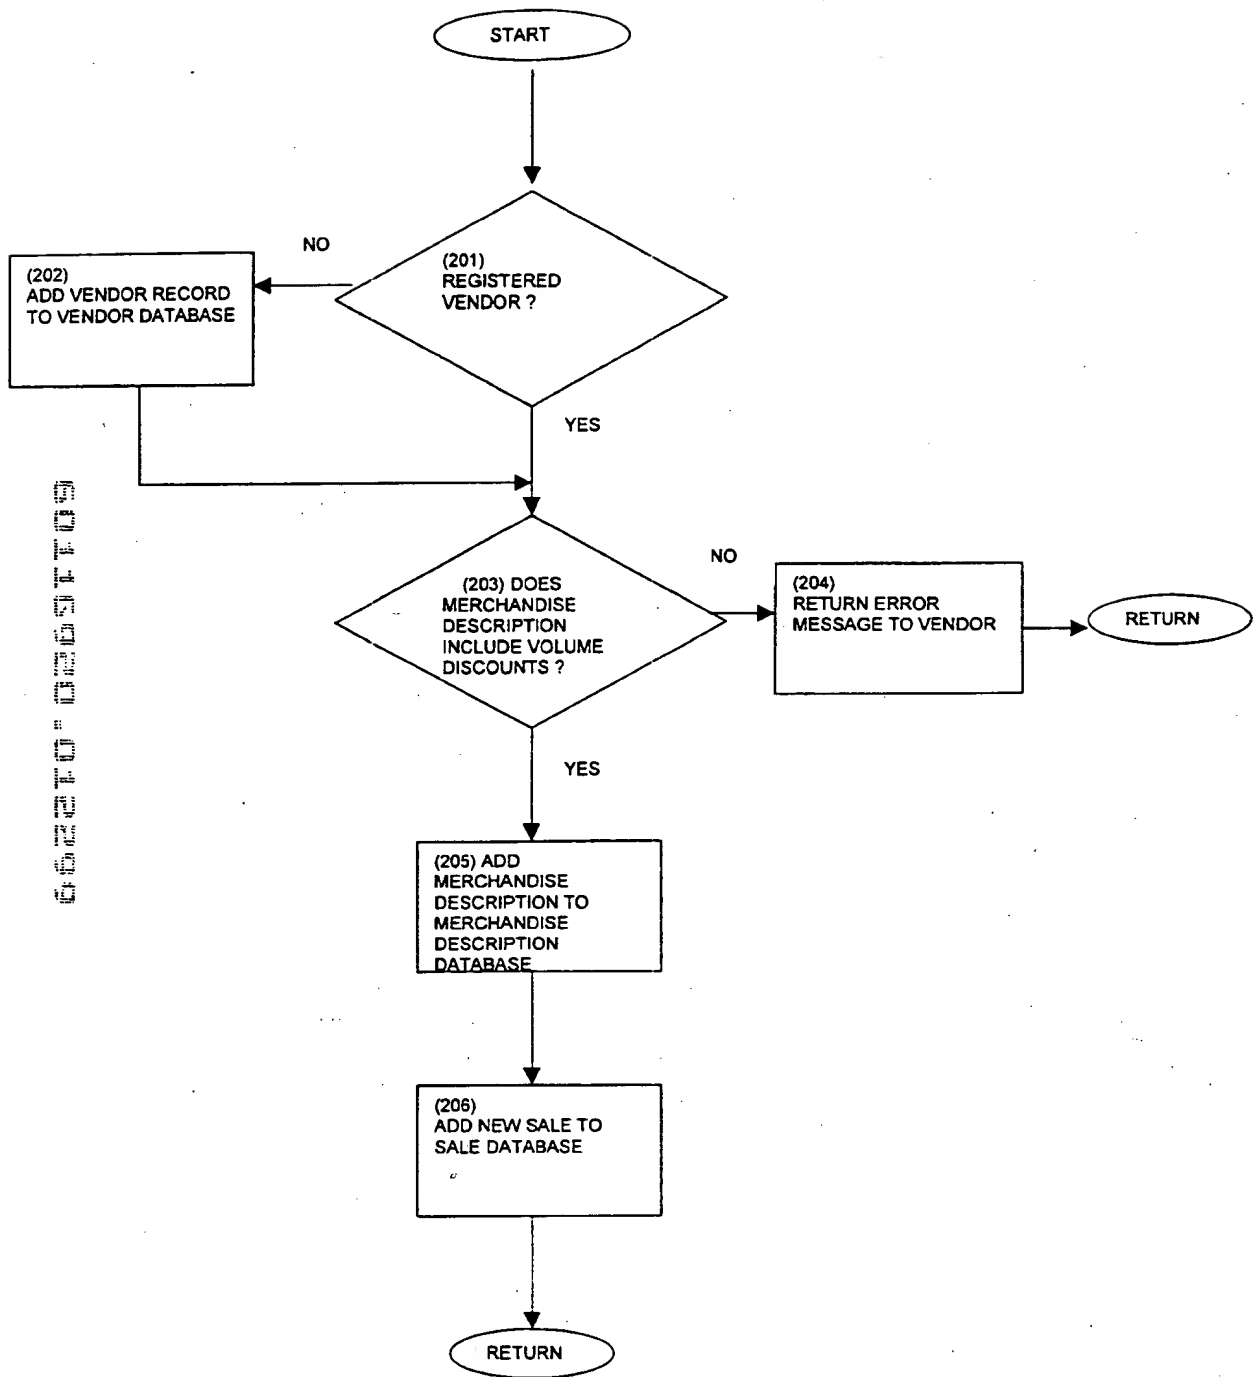 START
NO
(201)
REGISTERED
VENDOR ?
(202)
ADD VENDOR RECORD
TO VENDOR DATABASE
YES
(203) DOES
MERCHANDISE
DESCRIPTION
INCLUDE VOLUME
DISCOUNTS ?
NO
(204)
RETURN ERROR
MESSAGE TO VENDOR
RETURN
YES
(205) ADD
MERCHANDISE
DESCRIPTION TO
MERCHANDISE
DESCRIPTION
DATABASE
(206)
ADD NEW SALE TO
SALE DATABASE
RETURN